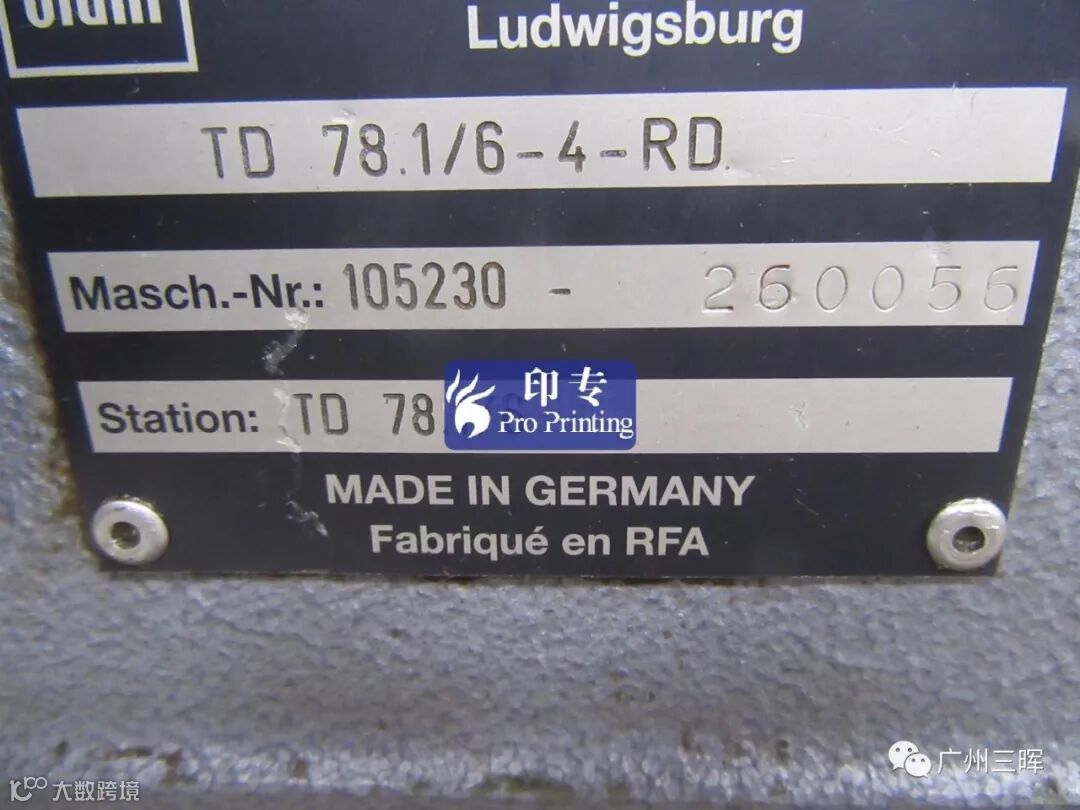 Ludwigsburg
TD 78.1/6-4-RD
Masch.-Nr.: 105230 - 260056
Station: TD 78.
印专
Pro Printing
MADE IN GERMANY
Fabriqué en RFA
广州三晖
大数跨境